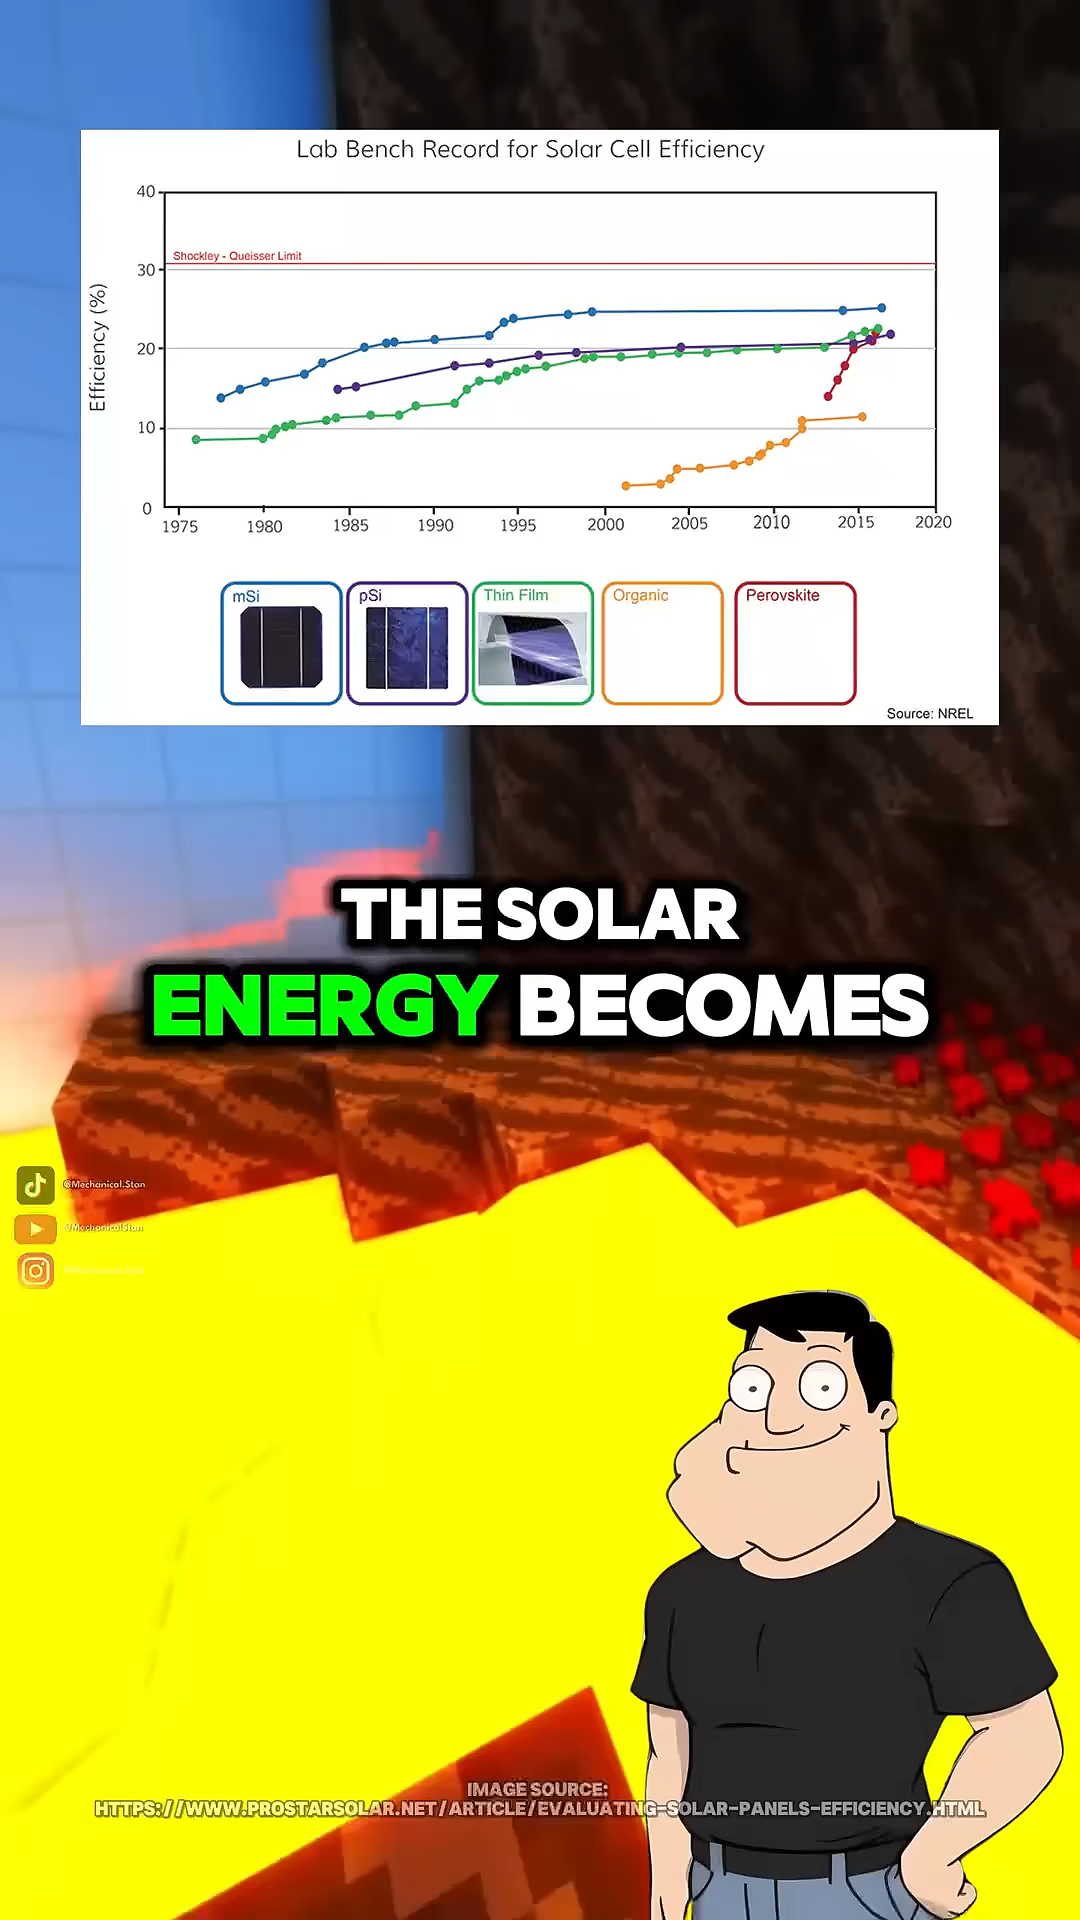 Lab Bench Record for Solar Cell Efficiency
40
Shockley - Queisser Limit
30
Efficiency (%)
20
10
0
1975 1980 1985 1990 1995 2000 2005 2010 2015 2020
mSi pSi Thin Film Organic Perovskite
Source: NREL
THE SOLAR
ENERGY BECOMES
@Mechanical.Stan
@MechanicalStan
IMAGE SOURCE:
HTTPS://WWW.PROSTARSOLAR.NET/ARTICLE/EVALUATING-SOLAR-PANELS-EFFICIENCY.HTML